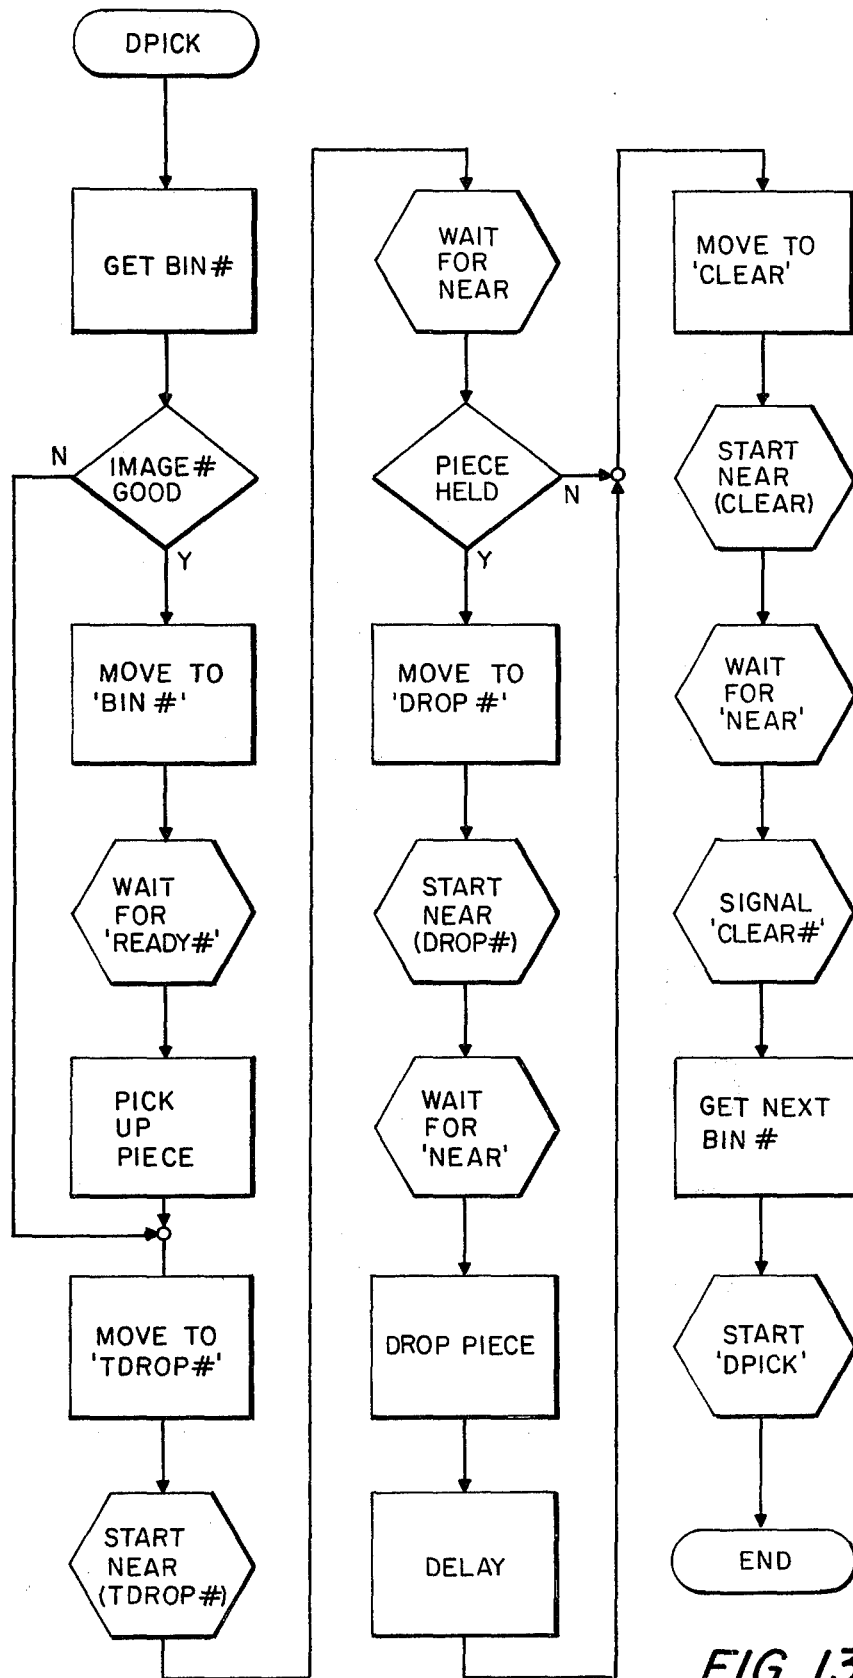 DPICK
GET BIN#
IMAGE#
GOOD
N
Y
MOVE TO
'BIN #'
WAIT
FOR
'READY#'
PICK
UP
PIECE
MOVE TO
'TDROP#'
START
NEAR
(TDROP#)
WAIT
FOR
NEAR
PIECE
HELD
N
Y
MOVE TO
'DROP #'
START
NEAR
(DROP#)
WAIT
FOR
'NEAR'
DROP PIECE
DELAY
MOVE TO
'CLEAR'
START
NEAR
(CLEAR)
WAIT
FOR
'NEAR'
SIGNAL
'CLEAR#'
GET NEXT
BIN #
START
'DPICK'
END
FIG. 13